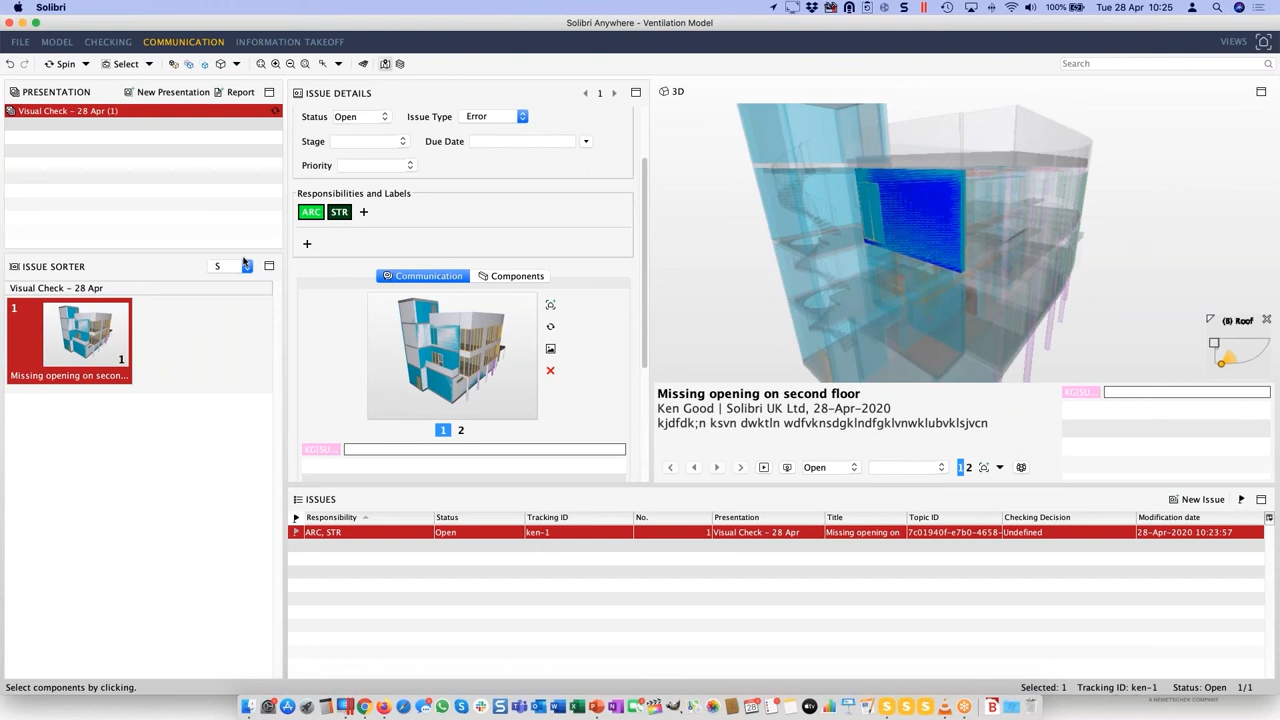 Solibri
100%
Tue 28 Apr 10:25
Solibri Anywhere - Ventilation Model
FILE MODEL CHECKING COMMUNICATION INFORMATION TAKEOFF VIEWS
Spin Select Search
PRESENTATION New Presentation Report
Visual Check - 28 Apr (1)
ISSUE SORTER S
Visual Check - 28 Apr
1
1
Missing opening on secon...
ISSUE DETAILS 1
Status Open Issue Type Error
Stage Due Date
Priority
Responsibilities and Labels
ARC STR +
+
Communication Components
1 2
KG|SU...
3D
(B) Roof
Missing opening on second floor
Ken Good | Solibri UK Ltd, 28-Apr-2020
kjdfdk;n ksvn dwktln wdfvknsdgklndfgklvnwklubvklsjvcn
KG|SU...
Open 1 2
ISSUES New Issue
Responsibility Status Tracking ID No. Presentation Title Topic ID Checking Decision Modification date
ARC, STR Open ken-1 1 Visual Check - 28 Apr Missing opening on 7c01940f-e7b0-4658- Undefined 28-Apr-2020 10:23:57
Select components by clicking. Selected: 1 Tracking ID: ken-1 Status: Open 1/1
A NEMETSCHEK COMPANY